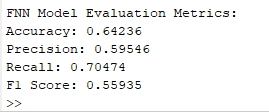 FNN Model Evaluation Metrics:
Accuracy: 0.64236
Precision: 0.59546
Recall: 0.70474
F1 Score: 0.55935
>>